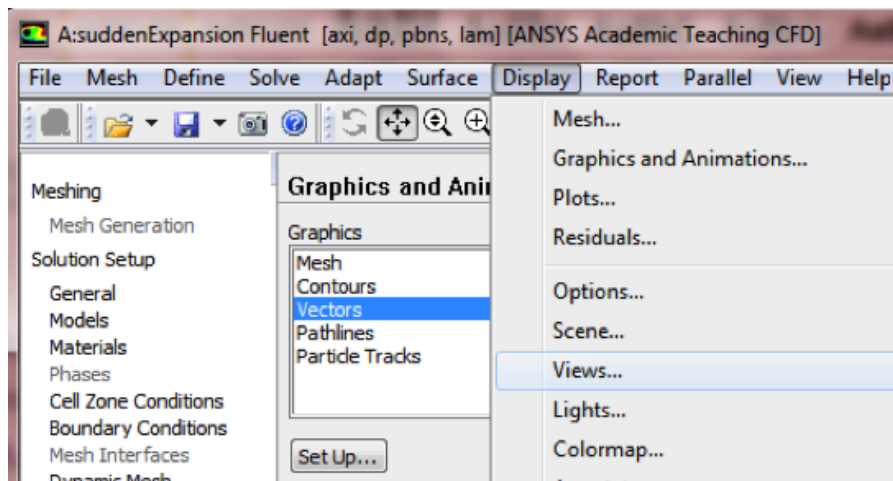 A:suddenExpansion Fluent [axi, dp, pbns, lam] [ANSYS Academic Teaching CFD]
File Mesh Define Solve Adapt Surface Display Report Parallel View Help
Meshing
Mesh Generation
Solution Setup
General
Models
Materials
Phases
Cell Zone Conditions
Boundary Conditions
Mesh Interfaces
Dynamic Mesh
Graphics and Ani
Graphics
Mesh
Contours
Vectors
Pathlines
Particle Tracks
Set Up...
Mesh...
Graphics and Animations...
Plots...
Residuals...
Options...
Scene...
Views...
Lights...
Colormap...